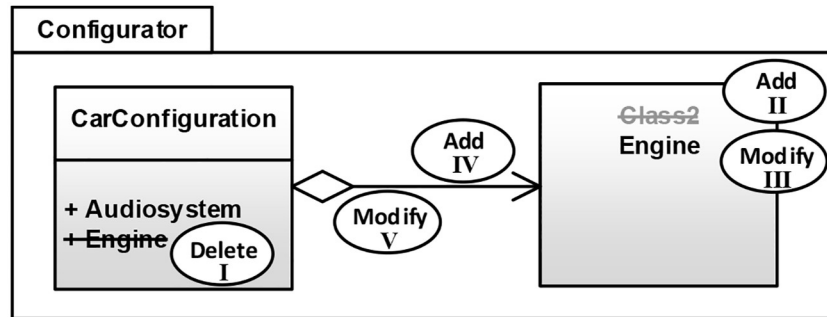 Configurator
CarConfiguration
+ Audiosystem
+ Engine
Delete
I
Add
IV
Modify
V
Class2
Engine
Add
II
Modify
III